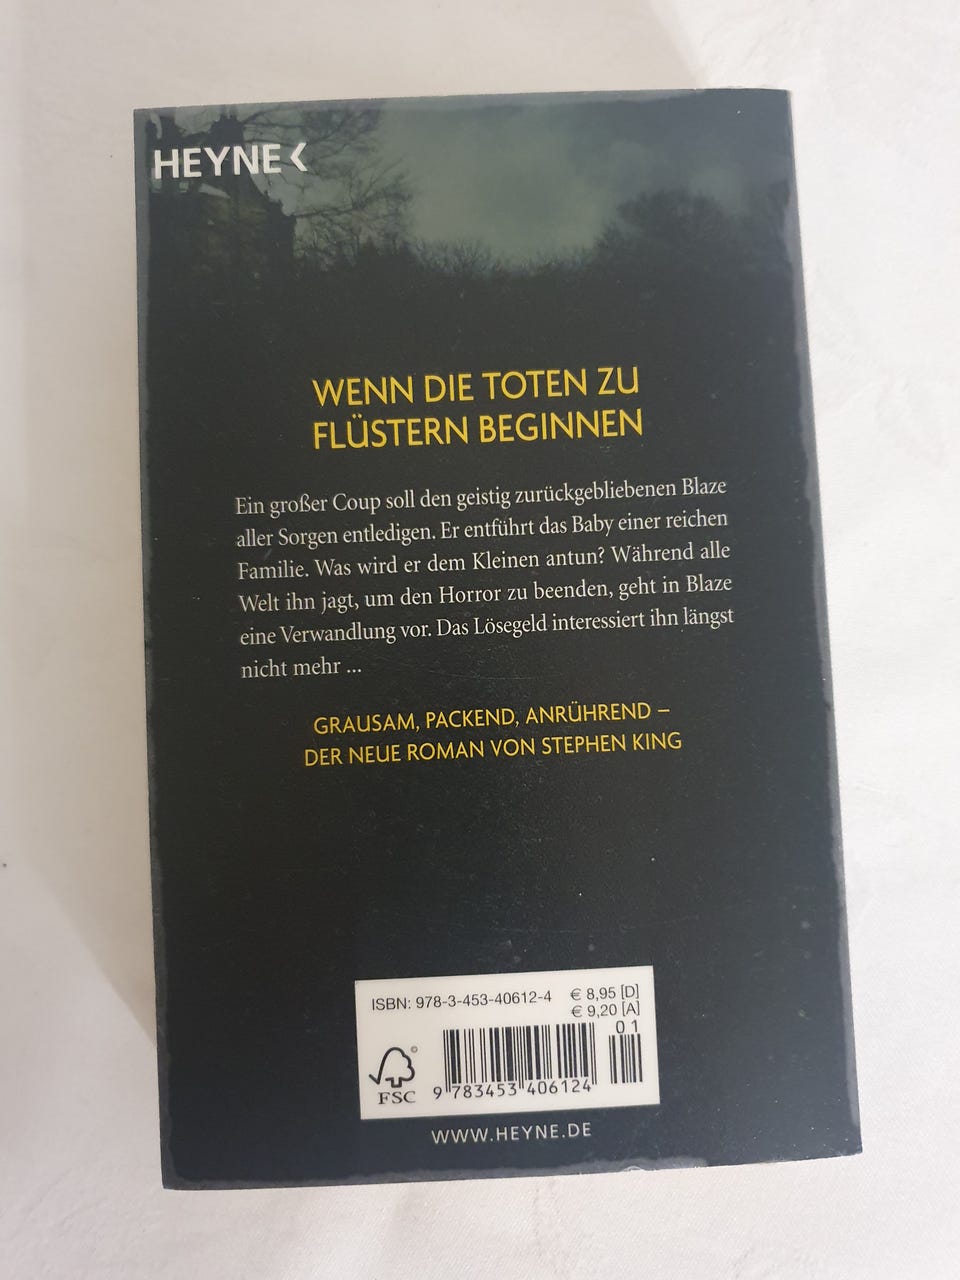 HEYNE <
WENN DIE TOTEN ZU
FLÜSTERN BEGINNEN
Ein großer Coup soll den geistig zurückgebliebenen Blaze
aller Sorgen entledigen. Er entführt das Baby einer reichen
Familie. Was wird er dem Kleinen antun? Während alle
Welt ihn jagt, um den Horror zu beenden, geht in Blaze
eine Verwandlung vor. Das Lösegeld interessiert ihn längst
nicht mehr ...
GRAUSAM, PACKEND, ANRÜHREND –
DER NEUE ROMAN VON STEPHEN KING
ISBN: 978-3-453-40612-4
€ 8,95 [D]
€ 9,20 [A]
01
©
FSC
9 783453 406124
WWW.HEYNE.DE